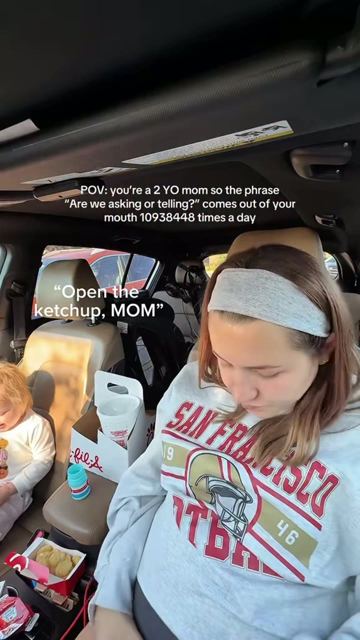 POV: you're a 2 YO mom so the phrase
"Are we asking or telling?" comes out of your
mouth 10938448 times a day
"Open the
ketchup, MOM"
SAN FRANCISCO
19
46